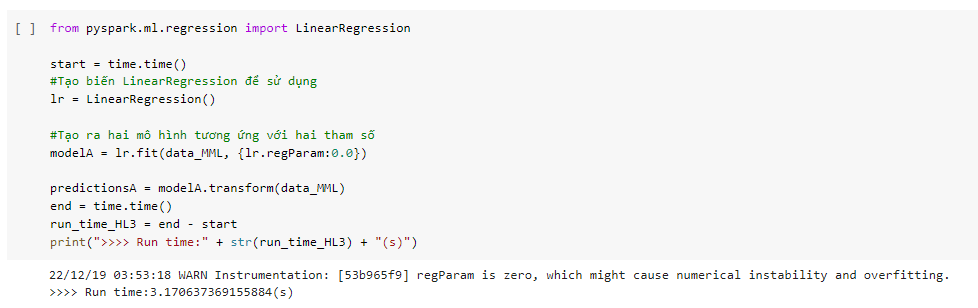 [ ] from pyspark.ml.regression import LinearRegression
start = time.time()
#Tạo biến LinearRegression để sử dụng
lr = LinearRegression()
#Tạo ra hai mô hình tương ứng với hai tham số
modelA = lr.fit(data_MML, {lr.regParam:0.0})
predictionsA = modelA.transform(data_MML)
end = time.time()
run_time_HL3 = end - start
print(">>>> Run time:" + str(run_time_HL3) + "(s)")
22/12/19 03:53:18 WARN Instrumentation: [53b965f9] regParam is zero, which might cause numerical instability and overfitting.
>>>> Run time:3.170637369155884(s)